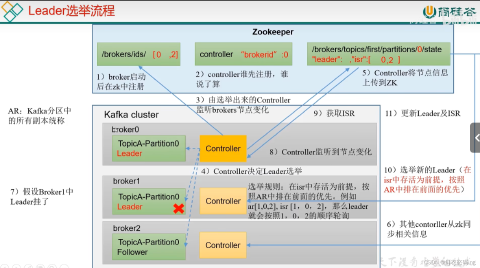 Leader选举流程
尚硅谷
Zookeeper
/brokers/ids/ [ 0 ,2]
controller "brokerid" :0
/brokers/topics/first/partitions/0/state
"leader": ,"isr":[ 0,2 ]
1）broker启动
后在zk中注册
2）controller谁先注册，谁
说了算
5）Controller将节点信息
上传到ZK
3）由选举出来的Controller
监听brokers节点变化
AR：Kafka分区中
的所有副本统称
Kafka cluster
9）获取ISR
11）更新Leader及ISR
broker0
TopicA-Partition0
Leader
Controller
8）Controller监听到节点变化
4）Controller决定Leader选举
10）选举新的Leader（在
isr中存活为前提，按照
AR中排在前面的优先）
7）假设Broker1中
Leader挂了
broker1
TopicA-Partition0
Leader
Controller
选举规则：在isr中存活为前提，按
照AR中排在前面的优先。例如
ar[1,0,2], isr [1，0，2]，那么leader
就会按照1，0，2的顺序轮询
6）其他contorller从zk同
步相关信息
broker2
TopicA-Partition0
Follower
Controller